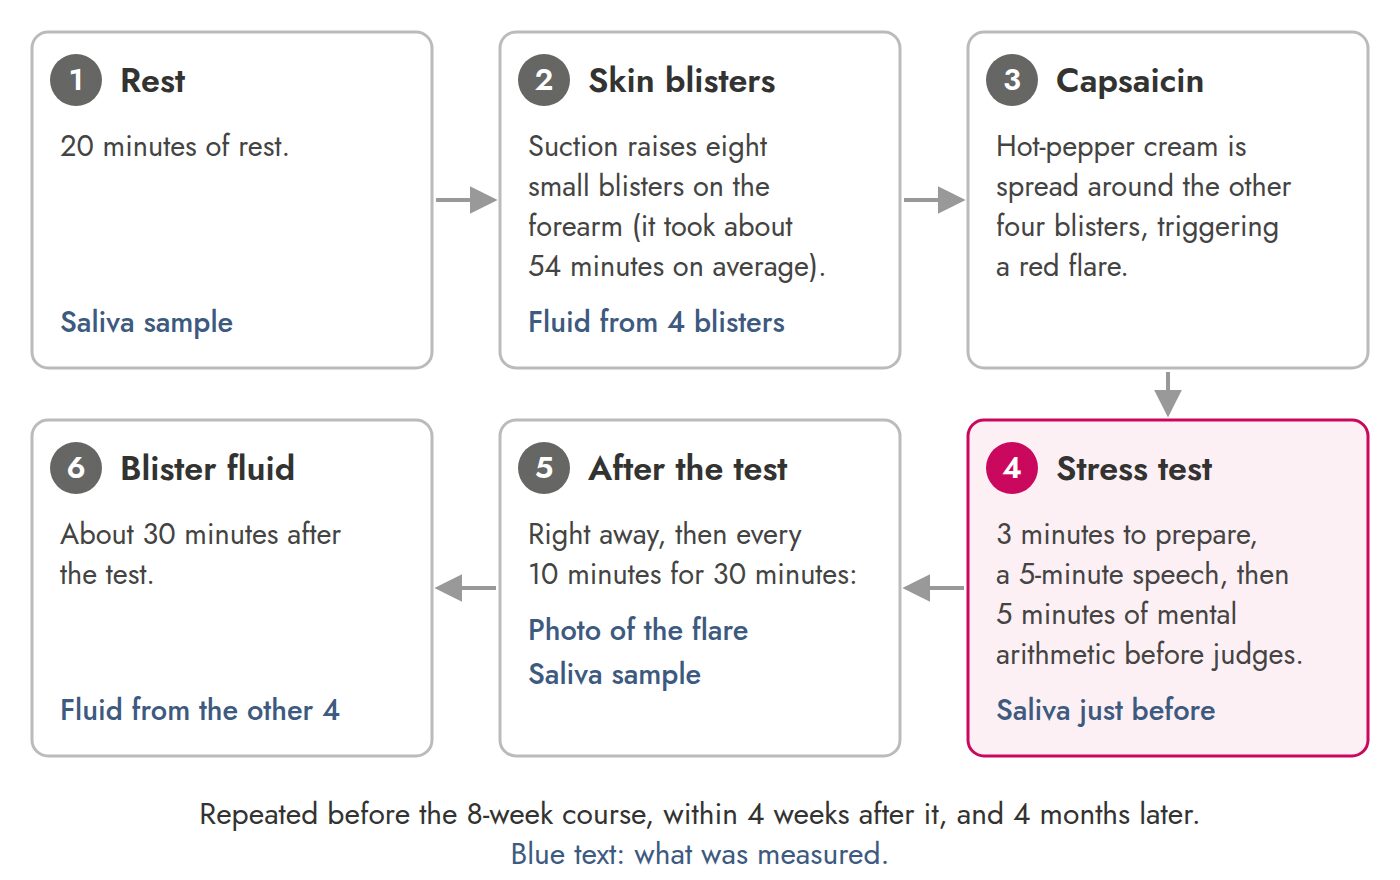 1 Rest
20 minutes of rest.
Saliva sample
2 Skin blisters
Suction raises eight
small blisters on the
forearm (it took about
54 minutes on average).
Fluid from 4 blisters
3 Capsaicin
Hot-pepper cream is
spread around the other
four blisters, triggering
a red flare.
4 Stress test
3 minutes to prepare,
a 5-minute speech, then
5 minutes of mental
arithmetic before judges.
Saliva just before
5 After the test
Right away, then every
10 minutes for 30 minutes:
Photo of the flare
Saliva sample
6 Blister fluid
About 30 minutes after
the test.
Fluid from the other 4
Repeated before the 8-week course, within 4 weeks after it, and 4 months later.
Blue text: what was measured.